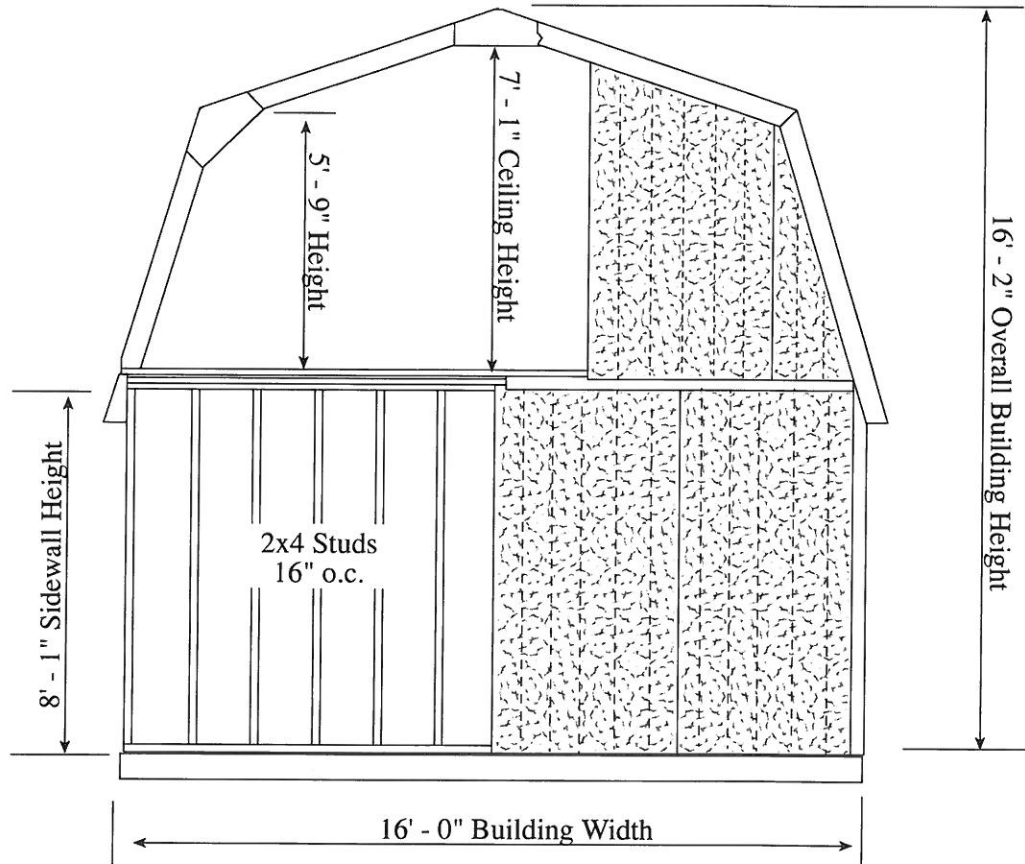 5' - 9" Height
7' - 1" Ceiling Height
16' - 2" Overall Building Height
8' - 1" Sidewall Height
2x4 Studs
16" o.c.
16' - 0" Building Width